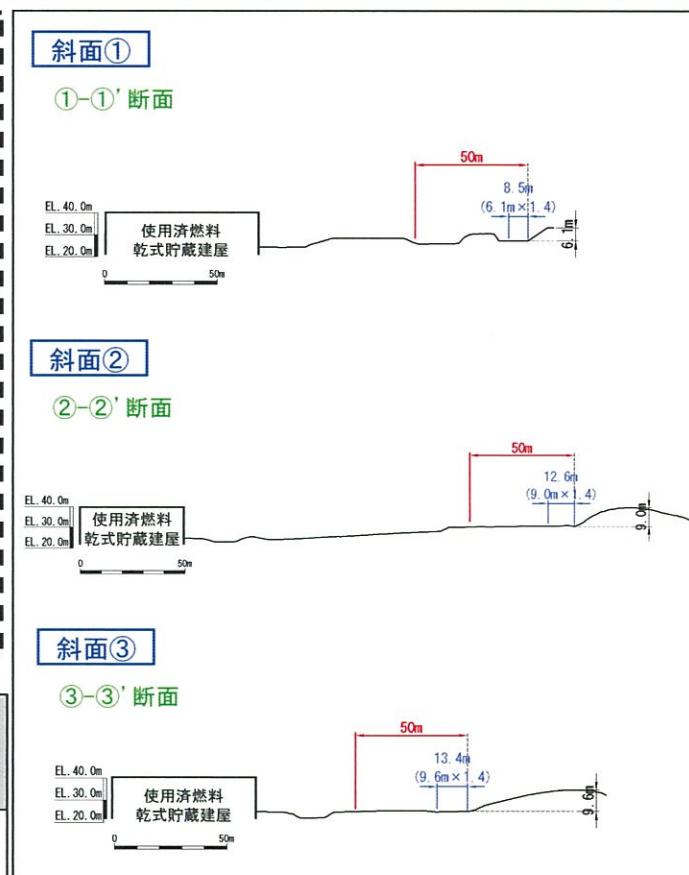 斜面①
①-①'断面
50m
8.5m
(6.1m×1.4)
6.1m
EL.40.0m
EL.30.0m
EL.20.0m
使用済燃料
乾式貯蔵建屋
0 50m
斜面②
②-②'断面
50m
12.6m
(9.0m×1.4)
9.0m
EL.40.0m
EL.30.0m
EL.20.0m
使用済燃料
乾式貯蔵建屋
0 50m
斜面③
③-③'断面
50m
13.4m
(9.6m×1.4)
9.6m
EL.40.0m
EL.30.0m
EL.20.0m
使用済燃料
乾式貯蔵建屋
0 50m